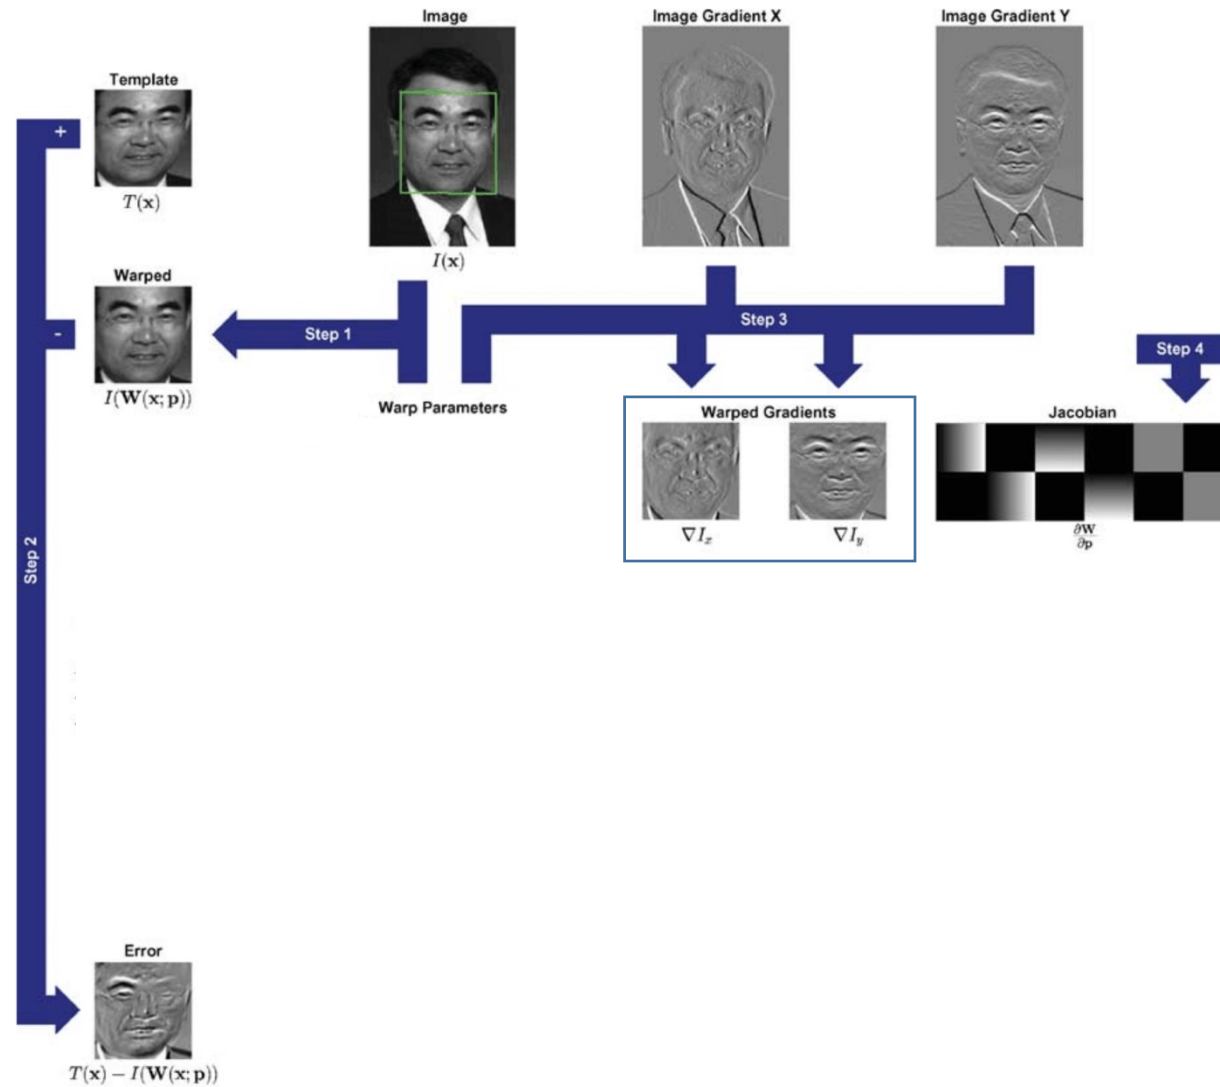 Image
Image Gradient X
Image Gradient Y
Template
+
T(x)
I(x)
Warped
-
Step 1
Step 3
Step 4
I(W(x; p))
Warp Parameters
Warped Gradients
Jacobian
∇I_x
∇I_y
∂W
∂p
Step 2
Error
T(x) − I(W(x; p))